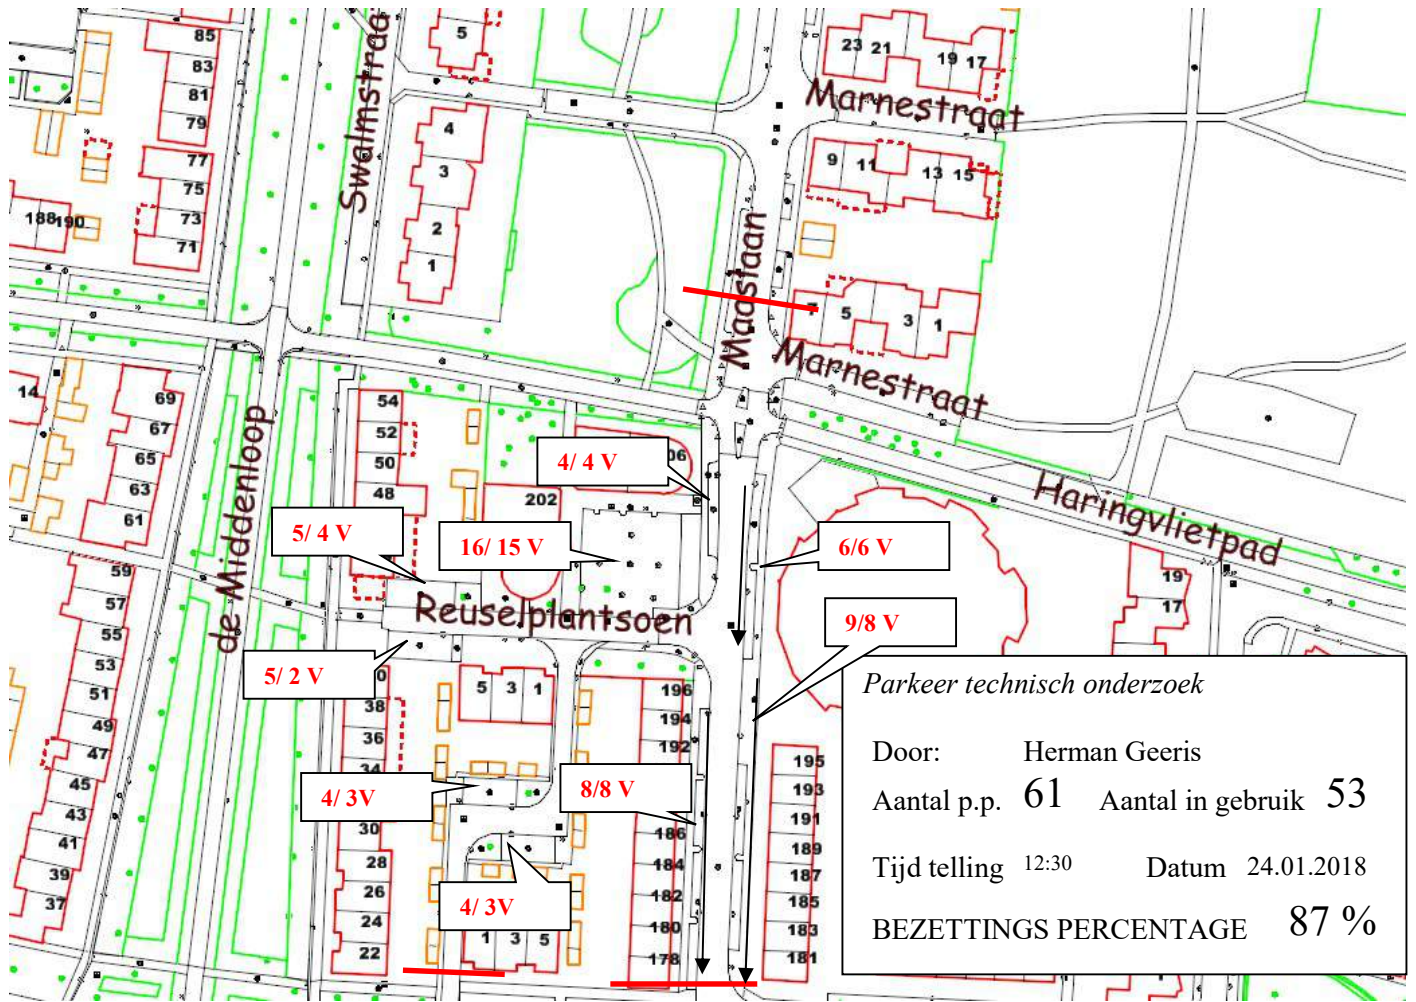 85
83
81
79
77
75
73
71
188 190
Swalmstraa
5
4
3
2
1
23 21
19 17
Marnestraat
9 11 13 15
Maaslaan
7 5 3 1
Marnestraat
Haringvlietpad
14
69
67
65
63
61
59
57
55
53
51
49
47
45
43
41
39
37
de Middenloop
54
52
50
48
202
06
4/ 4 V
5/ 4 V
16/ 15 V
6/6 V
Reuselplantsoen
9/8 V
5/ 2 V
19
17
0
38
36
34
30
28
26
24
22
5 3 1
4/ 3V
8/8 V
4/ 3V
1 3 5
196
194
192
186
184
182
180
178
195
193
191
189
187
185
183
181
Parkeer technisch onderzoek
Door: Herman Geeris
Aantal p.p. 61 Aantal in gebruik 53
Tijd telling 12:30 Datum 24.01.2018
BEZETTINGS PERCENTAGE 87 %